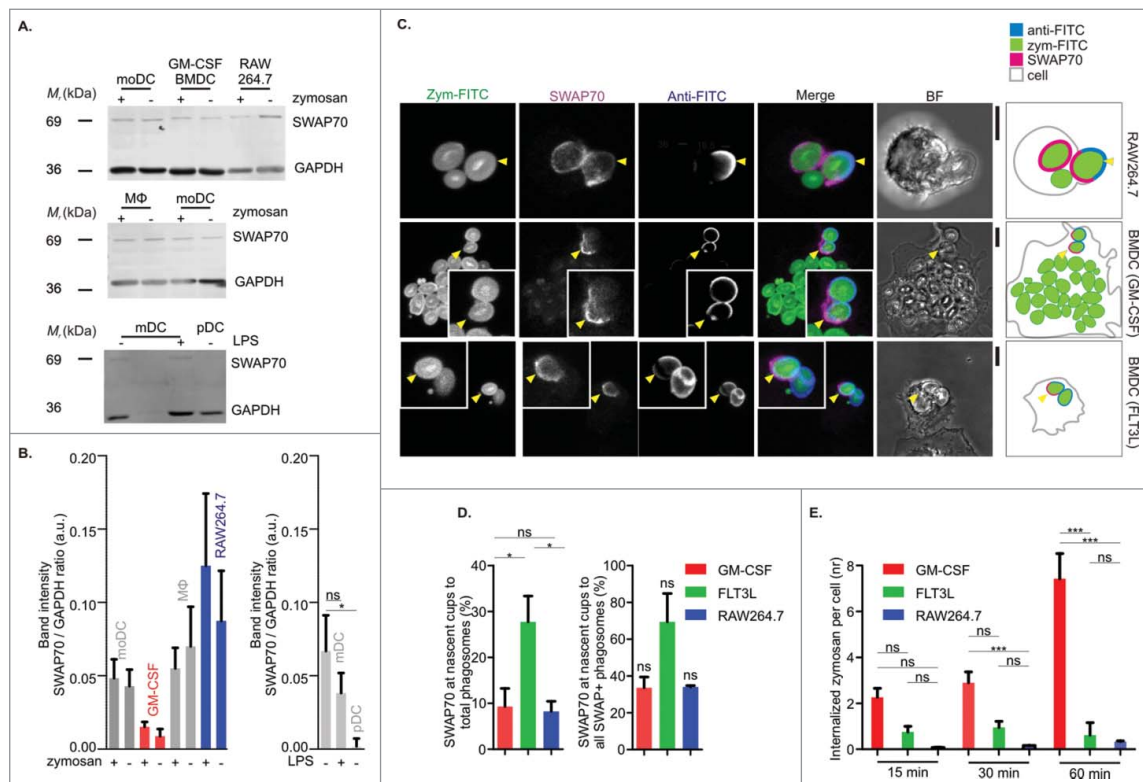 A.
moDC
GM-CSF
BMDC
RAW
264.7
Mr (kDa)
+ - + - + - zymosan
69
SWAP70
36
GAPDH
MΦ moDC
Mr (kDa)
+ - + - zymosan
69
SWAP70
36
GAPDH
Mr (kDa)
mDC pDC
- + - LPS
69
SWAP70
36
GAPDH
B.
Band intensity
SWAP70 / GAPDH ratio (a.u.)
0.20
0.15
0.10
0.05
0.00
moDC
GM-CSF
MΦ
RAW264.7
zymosan + - + - + - + -
Band intensity
SWAP70 / GAPDH ratio (a.u.)
0.20
0.15
0.10
0.05
0.00
ns
*
mDC
pDC
LPS - + -
C.
anti-FITC
zym-FITC
SWAP70
cell
Zym-FITC SWAP70 Anti-FITC Merge BF
RAW264.7
BMDC (GM-CSF)
BMDC (FLT3L)
D.
SWAP70 at nascent cups to
total phagosomes (%)
40
30
20
10
0
ns
* *
SWAP70 at nascent cups to
all SWAP+ phagosomes (%)
100
80
60
40
20
0
ns
ns
ns
GM-CSF
FLT3L
RAW264.7
E.
Internalized zymosan per cell (nr)
10
8
6
4
2
0
GM-CSF
FLT3L
RAW264.7
ns
ns
ns
ns
***
ns
***
***
ns
15 min 30 min 60 min